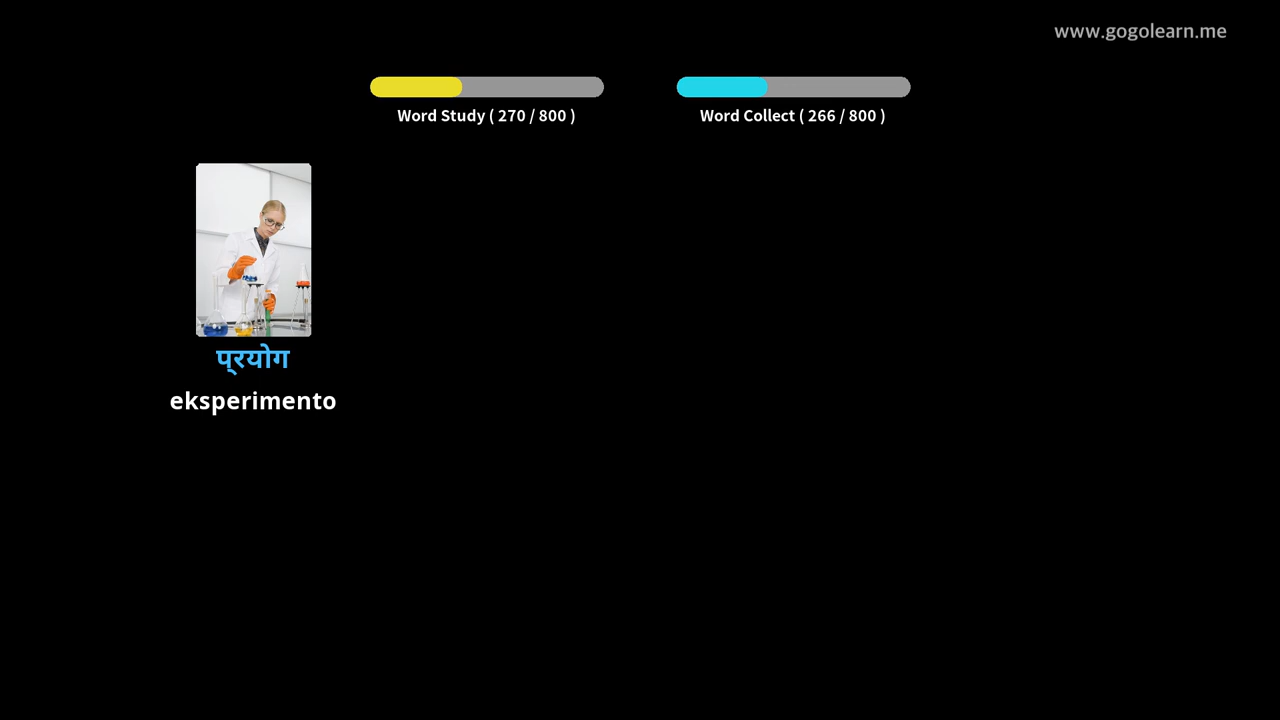 www.gogolearn.me
Word Study ( 270 / 800 )
Word Collect ( 266 / 800 )
प्रयोग
eksperimento